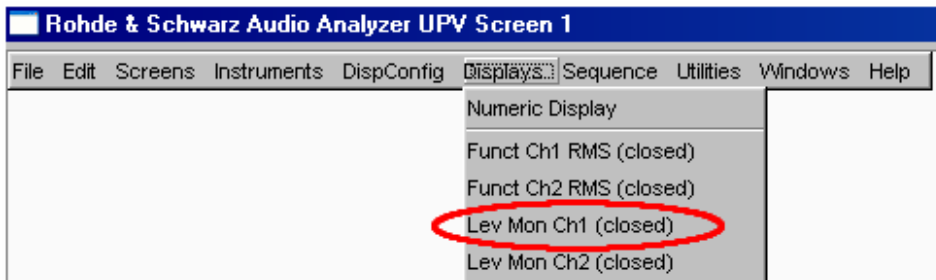 Rohde & Schwarz Audio Analyzer UPV Screen 1
File Edit Screens Instruments DispConfig Displays... Sequence Utilities Windows Help
Numeric Display
Funct Ch1 RMS (closed)
Funct Ch2 RMS (closed)
Lev Mon Ch1 (closed)
Lev Mon Ch2 (closed)